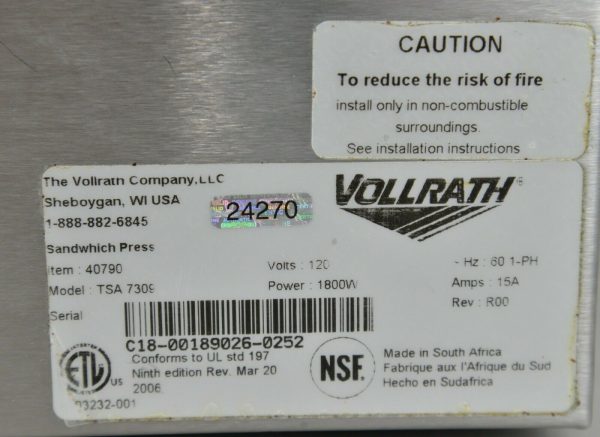 CAUTION
To reduce the risk of fire
install only in non-combustible
surroundings.
See installation instructions
The Vollrath Company,LLC
Sheboygan, WI USA
1-888-882-6845
24270
VOLLRATH®
Sandwhich Press
Item : 40790
Volts : 120
~ Hz : 60 1-PH
Model : TSA 7309
Power : 1800W
Amps : 15A
Rev : R00
Serial
C18-00189026-0252
ETL US
Conforms to UL std 197
Ninth edition Rev. Mar 20
2006
03232-001
NSF
Made in South Africa
Fabrique aux l'Afrique du Sud
Hecho en Sudafrica